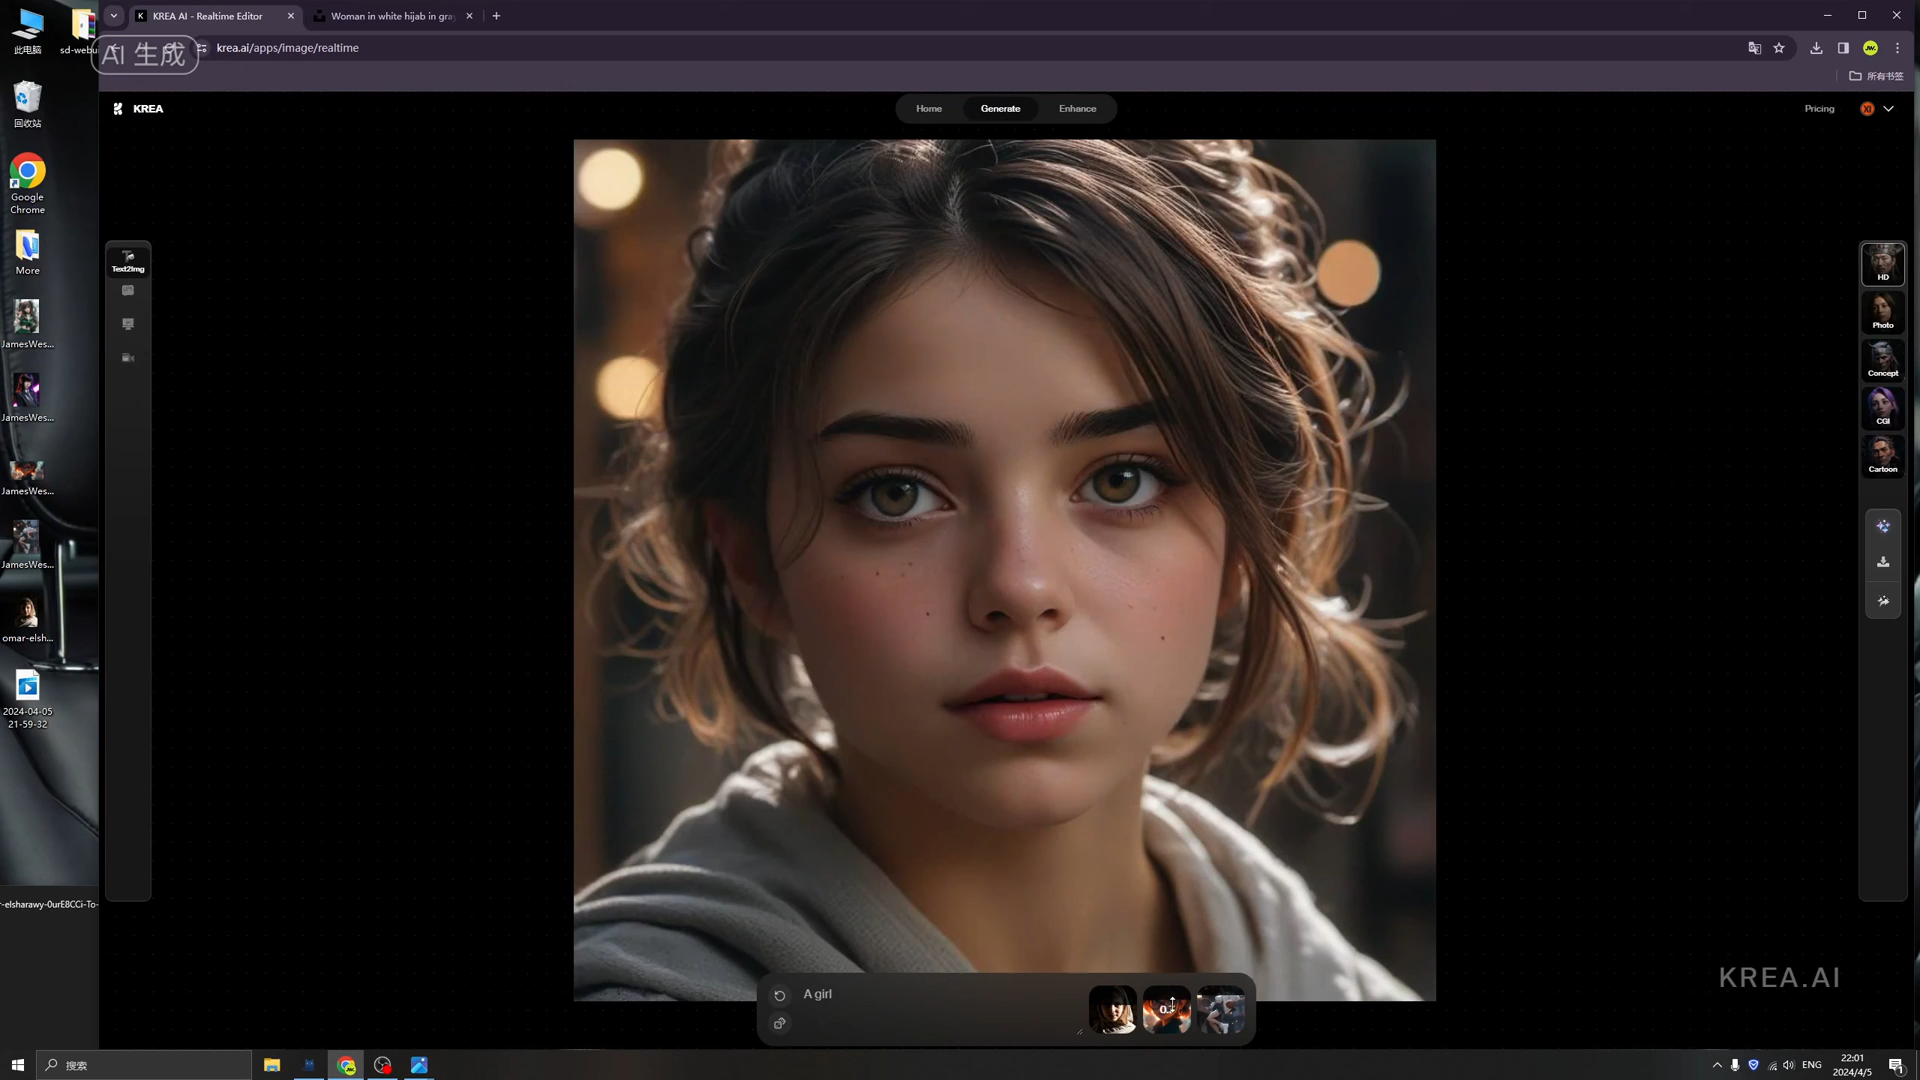 KREA AI - Realtime Editor
Woman in white hijab in gra
krea.ai/apps/image/realtime
AI 生成
所有书签
此电脑
sd-webu
回收站
Google
Chrome
More
JamesWes...
JamesWes...
JamesWes...
JamesWes...
omar-elsh...
2024-04-05
21-59-32
r-elsharawy-0urE8CCi-To-
KREA
Home
Generate
Enhance
Pricing
XI
Text2Img
HD
Photo
Concept
CGI
Cartoon
A girl
KREA.AI
搜索
ENG
22:01
2024/4/5